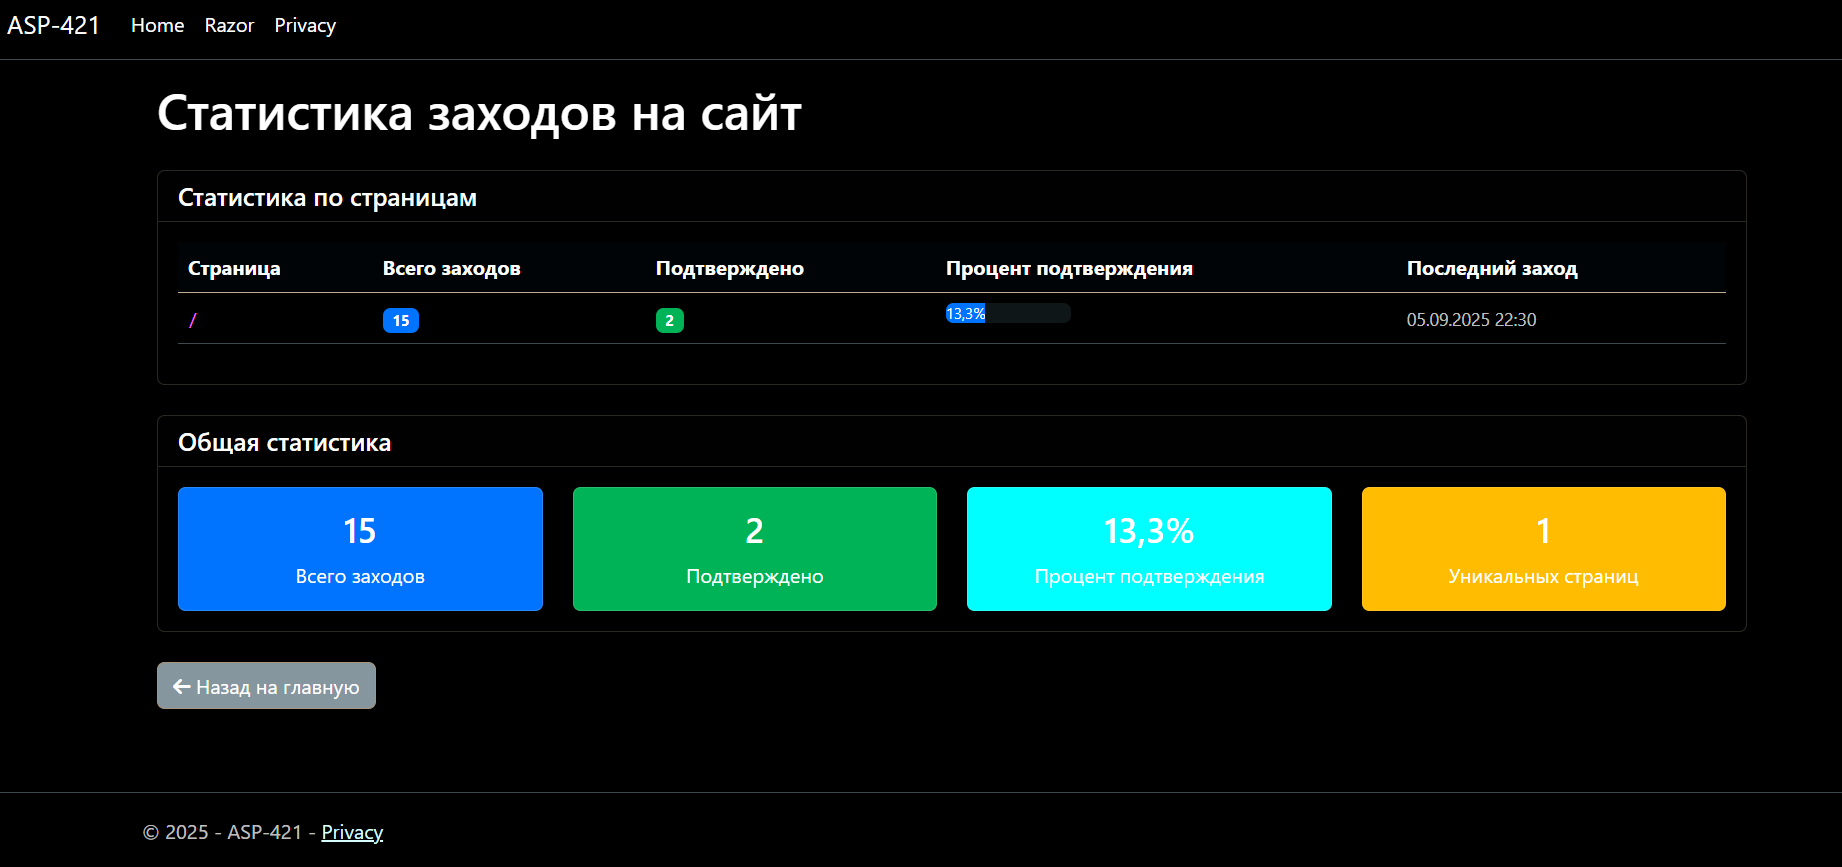 ASP-421 Home Razor Privacy
Статистика заходов на сайт
Статистика по страницам
Страница Всего заходов Подтверждено Процент подтверждения Последний заход
/ 15 2 13,3% 05.09.2025 22:30
Общая статистика
15 2 13,3% 1
Всего заходов Подтверждено Процент подтверждения Уникальных страниц
Назад на главную
© 2025 - ASP-421 - Privacy